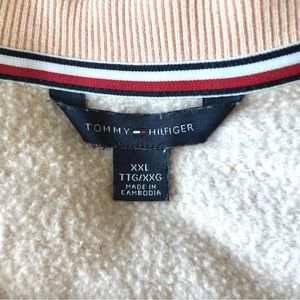 TOMMY HILFIGER
XXL
TTG/XXG
MADE IN
CAMBODIA